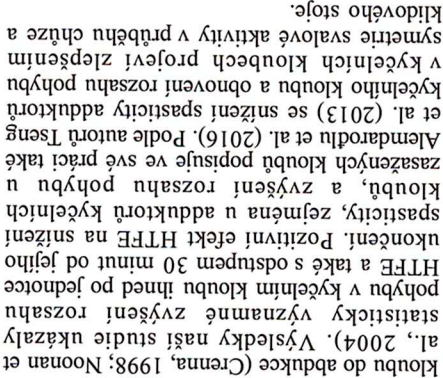 kloubu do abdukce (Crenna, 1998; Noonan et
al., 2004). Výsledky naší studie ukázaly
statisticky významné zvýšení rozsahu
pohybu v kyčelním kloubu ihned po jednotce
HTFE a také s odstupem 30 minut od jejího
ukončení. Pozitivní efekt HTFE na snížení
spasticity, zejména u adduktorů kyčelních
kloubů, a zvýšení rozsahu pohybu u
zasažených kloubů popisuje ve své práci také
Alemdaroğlu et al. (2016). Podle autorů Tseng
et al. (2013) se snížení spasticity adduktorů
kyčelního kloubu a obnovení rozsahu pohybu
v kyčelních kloubech projeví zlepšením
symetrie svalové aktivity v průběhu chůze a
klidového stoje.